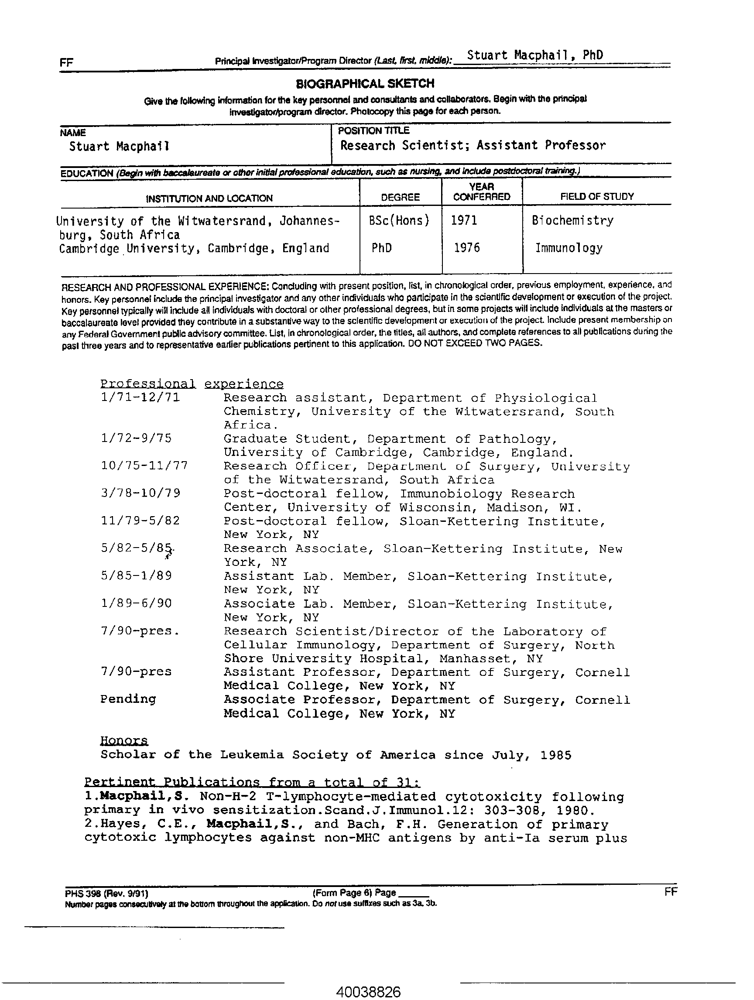 FF
Principal Investigator/Program Director (Last, first, middle): Stuart Macphail, PhD
BIOGRAPHICAL SKETCH
Give the following information for the key personnel and consultants and collaborators. Begin with the principal
investigator/program director. Photocopy this page for each person.
NAME
POSITION TITLE
Stuart Macphail
Research Scientist; Assistant Professor
EDUCATION (Begin with baccalaureate or other initial professional education, such as nursing, and include postdoctoral training.)
INSTITUTION AND LOCATION
DEGREE
YEAR
CONFERRED
FIELD OF STUDY
University of the Witwatersrand, Johannes-
burg, South Africa
BSc(Hons)
1971
Biochemistry
Cambridge University, Cambridge, England
PhD
1976
Immunology
RESEARCH AND PROFESSIONAL EXPERIENCE: Concluding with present position, list, in chronological order, previous employment, experience, and
honors. Key personnel include the principal investigator and any other individuals who participate in the scientific development or execution of the project.
Key personnel typically will include all individuals with doctoral or other professional degrees, but in some projects will include individuals at the masters or
baccalaureate level provided they contribute in a substantive way to the scientific development or execution of the project. Include present membership on
any Federal Government public advisory committee. List, in chronological order, the titles, all authors, and complete references to all publications during the
past three years and to representative earlier publications pertinent to this application. DO NOT EXCEED TWO PAGES.
Professional experience
1/71-12/71 Research assistant, Department of Physiological
Chemistry, University of the Witwatersrand, South
Africa.
1/72-9/75 Graduate Student, Department of Pathology,
University of Cambridge, Cambridge, England.
10/75-11/77 Research Officer, Department of Surgery, University
of the Witwatersrand, South Africa
3/78-10/79 Post-doctoral fellow, Immunobiology Research
Center, University of Wisconsin, Madison, WI.
11/79-5/82 Post-doctoral fellow, Sloan-Kettering Institute,
New York, NY
5/82-5/85 Research Associate, Sloan-Kettering Institute, New
York, NY
5/85-1/89 Assistant Lab. Member, Sloan-Kettering Institute,
New York, NY
1/89-6/90 Associate Lab. Member, Sloan-Kettering Institute,
New York, NY
7/90-pres. Research Scientist/Director of the Laboratory of
Cellular Immunology, Department of Surgery, North
Shore University Hospital, Manhasset, NY
7/90-pres Assistant Professor, Department of Surgery, Cornell
Medical College, New York, NY
Pending Associate Professor, Department of Surgery, Cornell
Medical College, New York, NY
Honors
Scholar of the Leukemia Society of America since July, 1985
Pertinent Publications from a total of 31:
1.Macphail,S. Non-H-2 T-lymphocyte-mediated cytotoxicity following
primary in vivo sensitization.Scand.J.Immunol.12: 303-308, 1980.
2.Hayes, C.E., Macphail,S., and Bach, F.H. Generation of primary
cytotoxic lymphocytes against non-MHC antigens by anti-Ia serum plus
PHS 398 (Rev. 9/91)
(Form Page 6) Page ______
FF
Number pages consecutively at the bottom throughout the application. Do not use suffixes such as 3a, 3b.
40038826